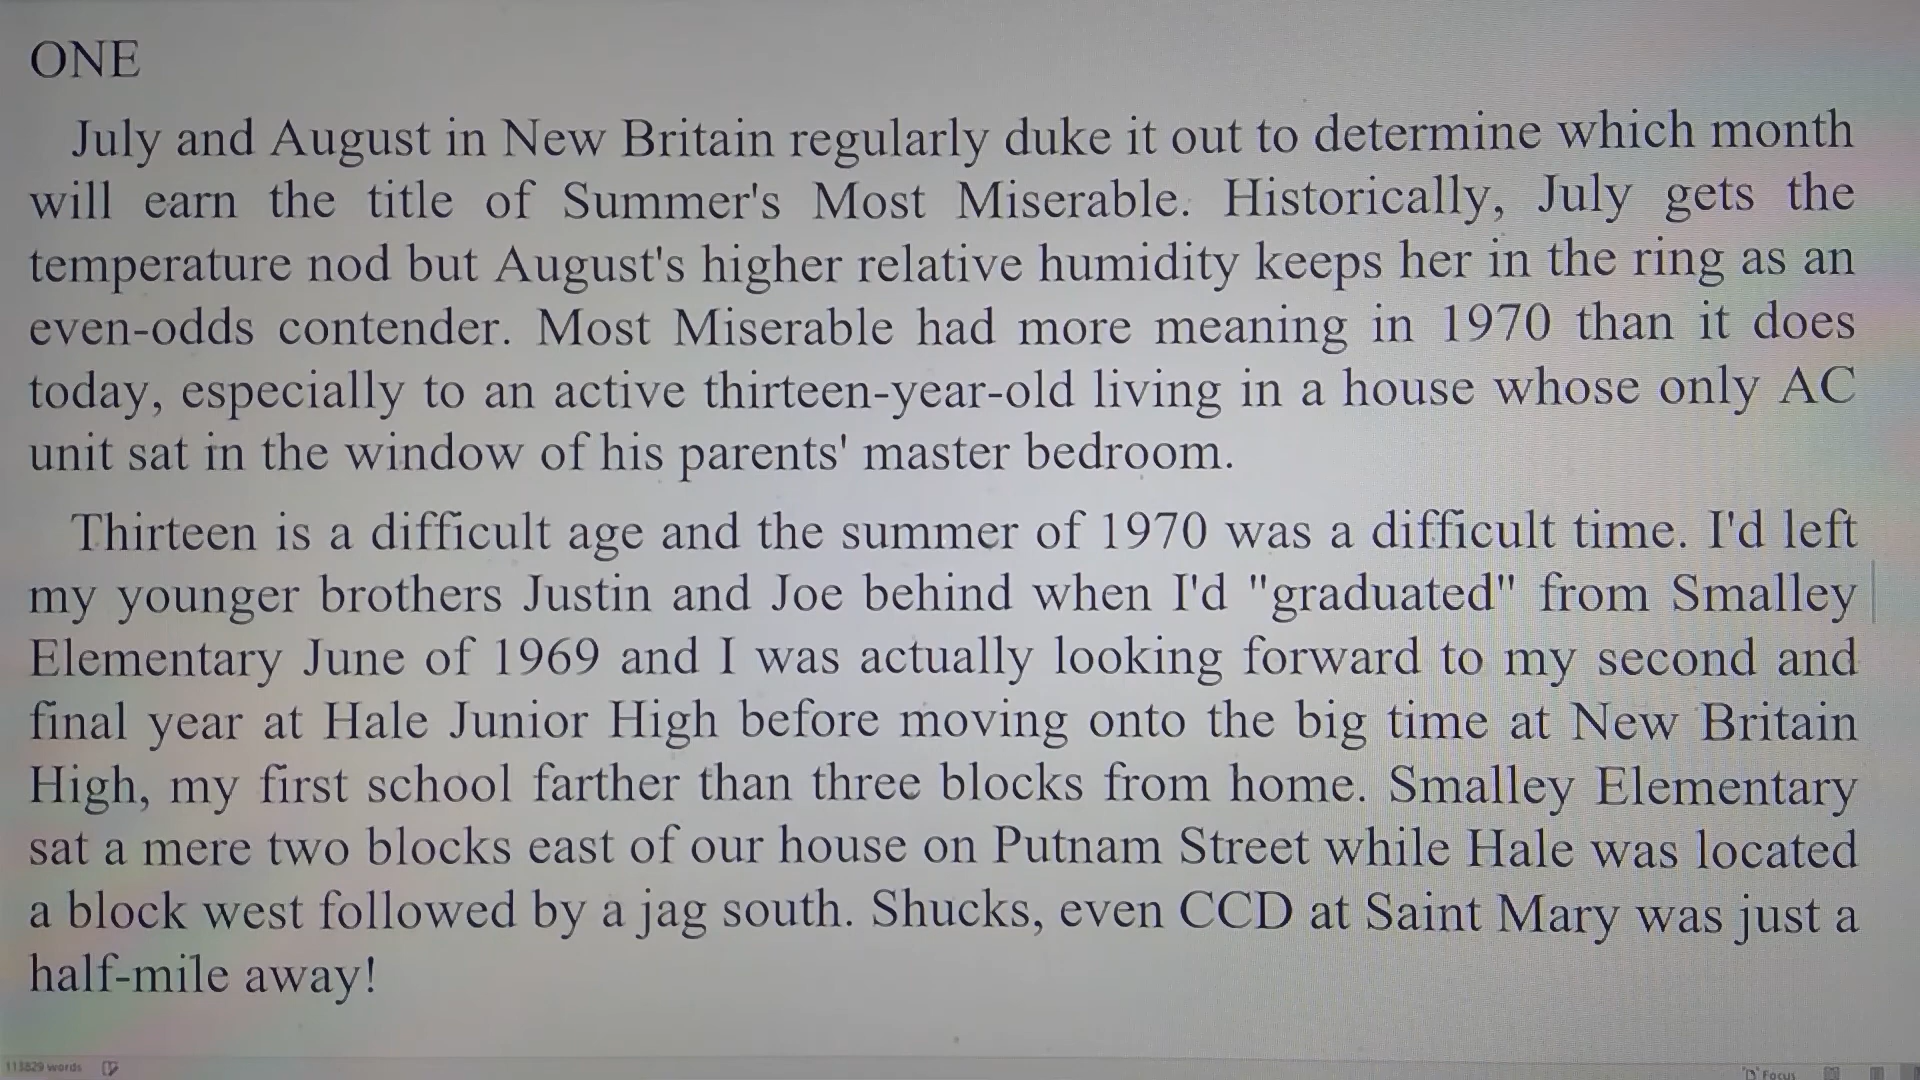 ONE
July and August in New Britain regularly duke it out to determine which month
will earn the title of Summer's Most Miserable. Historically, July gets the
temperature nod but August's higher relative humidity keeps her in the ring as an
even-odds contender. Most Miserable had more meaning in 1970 than it does
today, especially to an active thirteen-year-old living in a house whose only AC
unit sat in the window of his parents' master bedroom.
Thirteen is a difficult age and the summer of 1970 was a difficult time. I'd left
my younger brothers Justin and Joe behind when I'd "graduated" from Smalley
Elementary June of 1969 and I was actually looking forward to my second and
final year at Hale Junior High before moving onto the big time at New Britain
High, my first school farther than three blocks from home. Smalley Elementary
sat a mere two blocks east of our house on Putnam Street while Hale was located
a block west followed by a jag south. Shucks, even CCD at Saint Mary was just a
half-mile away!
113829 words
Focus